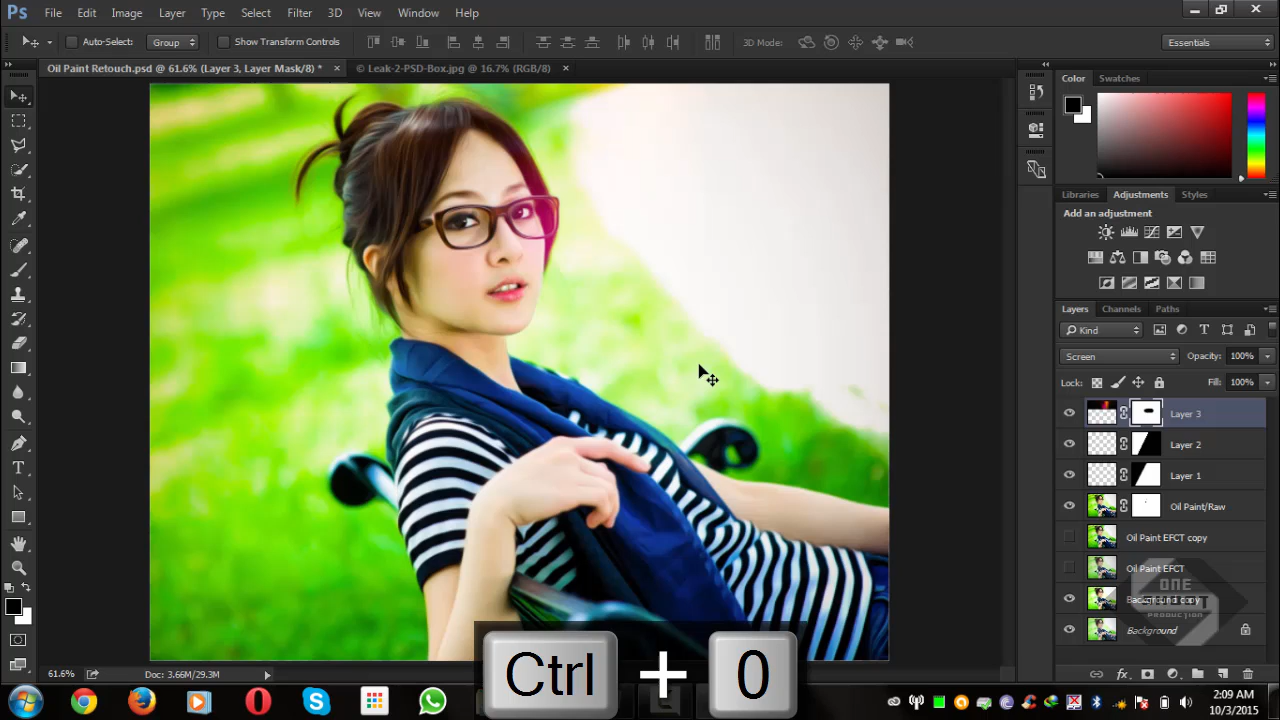 Ps File Edit Image Layer Type Select Filter 3D View Window Help
Auto-Select: Group Show Transform Controls 3D Mode: Essentials
Oil Paint Retouch.psd @ 61.6% (Layer 3, Layer Mask/8) * × © Leak-2-PSD-Box.jpg @ 16.7% (RGB/8) ×
Color Swatches
Libraries Adjustments Styles
Add an adjustment
Layers Channels Paths
Kind
Screen Opacity: 100%
Lock: Fill: 100%
Layer 3
Layer 2
Layer 1
Oil Paint/Raw
Oil Paint EFCT copy
Oil Paint EFCT
Background copy
Background
ONE
PRODUCTION
61.6% Doc: 3.66M/29.3M
Ctrl + 0
2:09 AM
10/3/2015